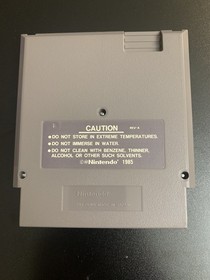 CAUTION
REV-A
●DO NOT STORE IN EXTREME TEMPERATURES.
●DO NOT IMMERSE IN WATER.
●DO NOT CLEAN WITH BENZENE, THINNER,
ALCOHOL OR OTHER SUCH SOLVENTS.
©Nintendo 1985